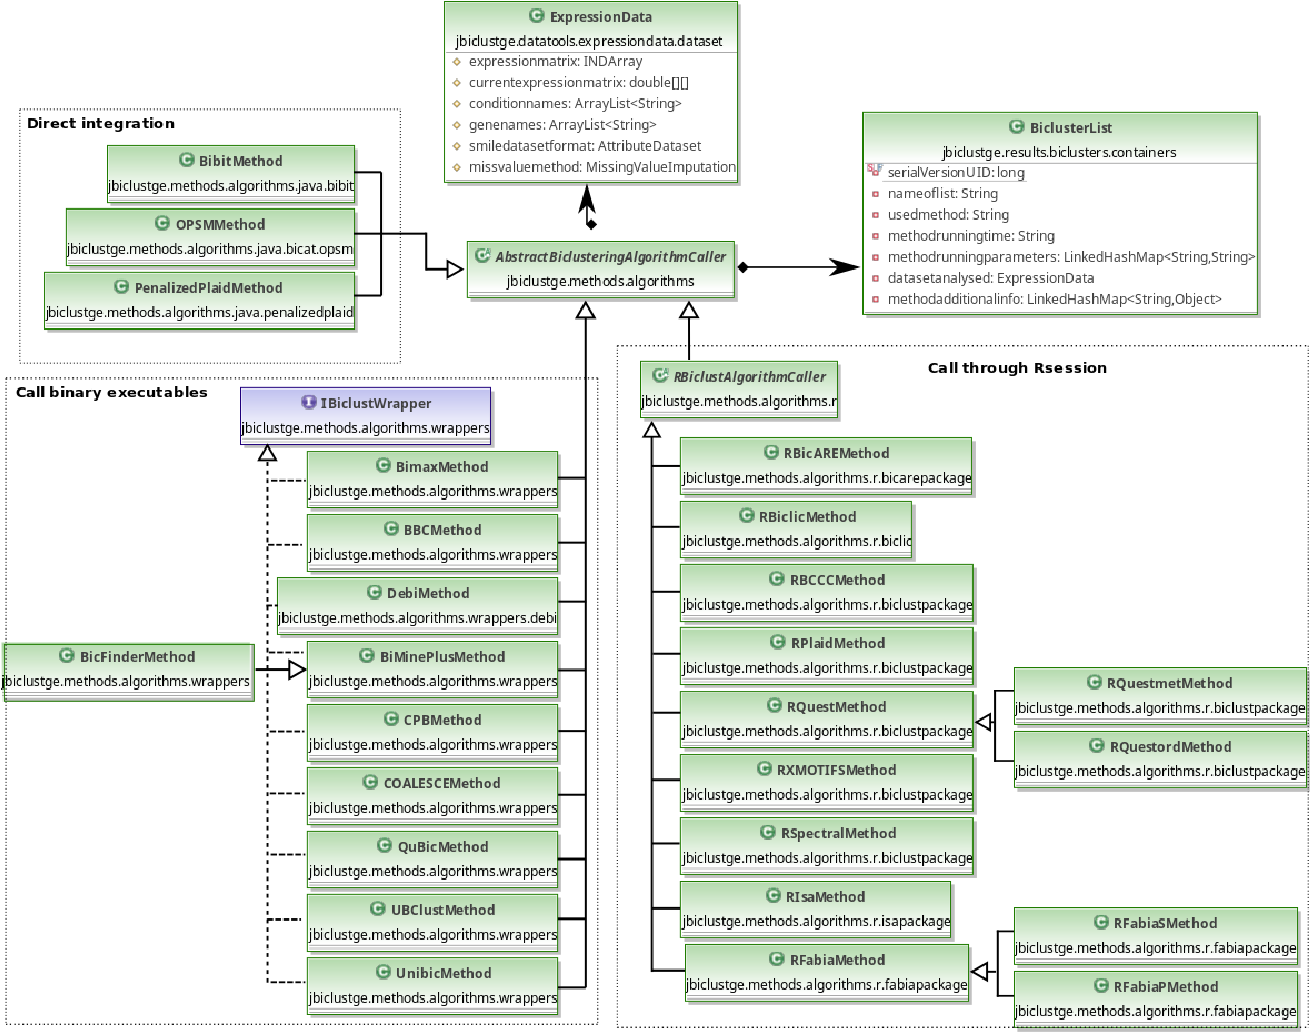 ExpressionData
jbiclustge.datatools.expressiondata.dataset
expressionmatrix: INDArray
currentexpressionmatrix: double[][]
conditionnames: ArrayList<String>
genenames: ArrayList<String>
smiledatasetformat: AttributeDataset
missvaluemethod: MissingValueImputation
BiclusterList
jbiclustge.results.biclusters.containers
serialVersionUID: long
nameoflist: String
usedmethod: String
methodrunningtime: String
methodrunningparameters: LinkedHashMap<String,String>
datasetanalysed: ExpressionData
methodadditionalinfo: LinkedHashMap<String,Object>
Direct integration
BibitMethod
jbiclustge.methods.algorithms.java.bibit
OPSMMethod
jbiclustge.methods.algorithms.java.bicat.opsm
PenalizedPlaidMethod
jbiclustge.methods.algorithms.java.penalizedplaid
AbstractBiclusteringAlgorithmCaller
jbiclustge.methods.algorithms
Call binary executables
IBiclustWrapper
jbiclustge.methods.algorithms.wrappers
BimaxMethod
jbiclustge.methods.algorithms.wrappers
BBCMethod
jbiclustge.methods.algorithms.wrappers
DebiMethod
jbiclustge.methods.algorithms.wrappers.debi
BicFinderMethod
jbiclustge.methods.algorithms.wrappers
BiMinePlusMethod
jbiclustge.methods.algorithms.wrappers
CPBMethod
jbiclustge.methods.algorithms.wrappers
COALESCEMethod
jbiclustge.methods.algorithms.wrappers
QuBicMethod
jbiclustge.methods.algorithms.wrappers
UBClustMethod
jbiclustge.methods.algorithms.wrappers
UnibicMethod
jbiclustge.methods.algorithms.wrappers
Call through Rsession
RBiclustAlgorithmCaller
jbiclustge.methods.algorithms.r
RBicAREMethod
jbiclustge.methods.algorithms.r.bicarepackage
RBiclicMethod
jbiclustge.methods.algorithms.r.biclic
RBCCCMethod
jbiclustge.methods.algorithms.r.biclustpackage
RPlaidMethod
jbiclustge.methods.algorithms.r.biclustpackage
RQuestMethod
jbiclustge.methods.algorithms.r.biclustpackage
RQuestmetMethod
jbiclustge.methods.algorithms.r.biclustpackage
RQuestordMethod
jbiclustge.methods.algorithms.r.biclustpackage
RXMOTIFSMethod
jbiclustge.methods.algorithms.r.biclustpackage
RSpectralMethod
jbiclustge.methods.algorithms.r.biclustpackage
RIsaMethod
jbiclustge.methods.algorithms.r.isapackage
RFabiaMethod
jbiclustge.methods.algorithms.r.fabiapackage
RFabiaSMethod
jbiclustge.methods.algorithms.r.fabiapackage
RFabiaPMethod
jbiclustge.methods.algorithms.r.fabiapackage